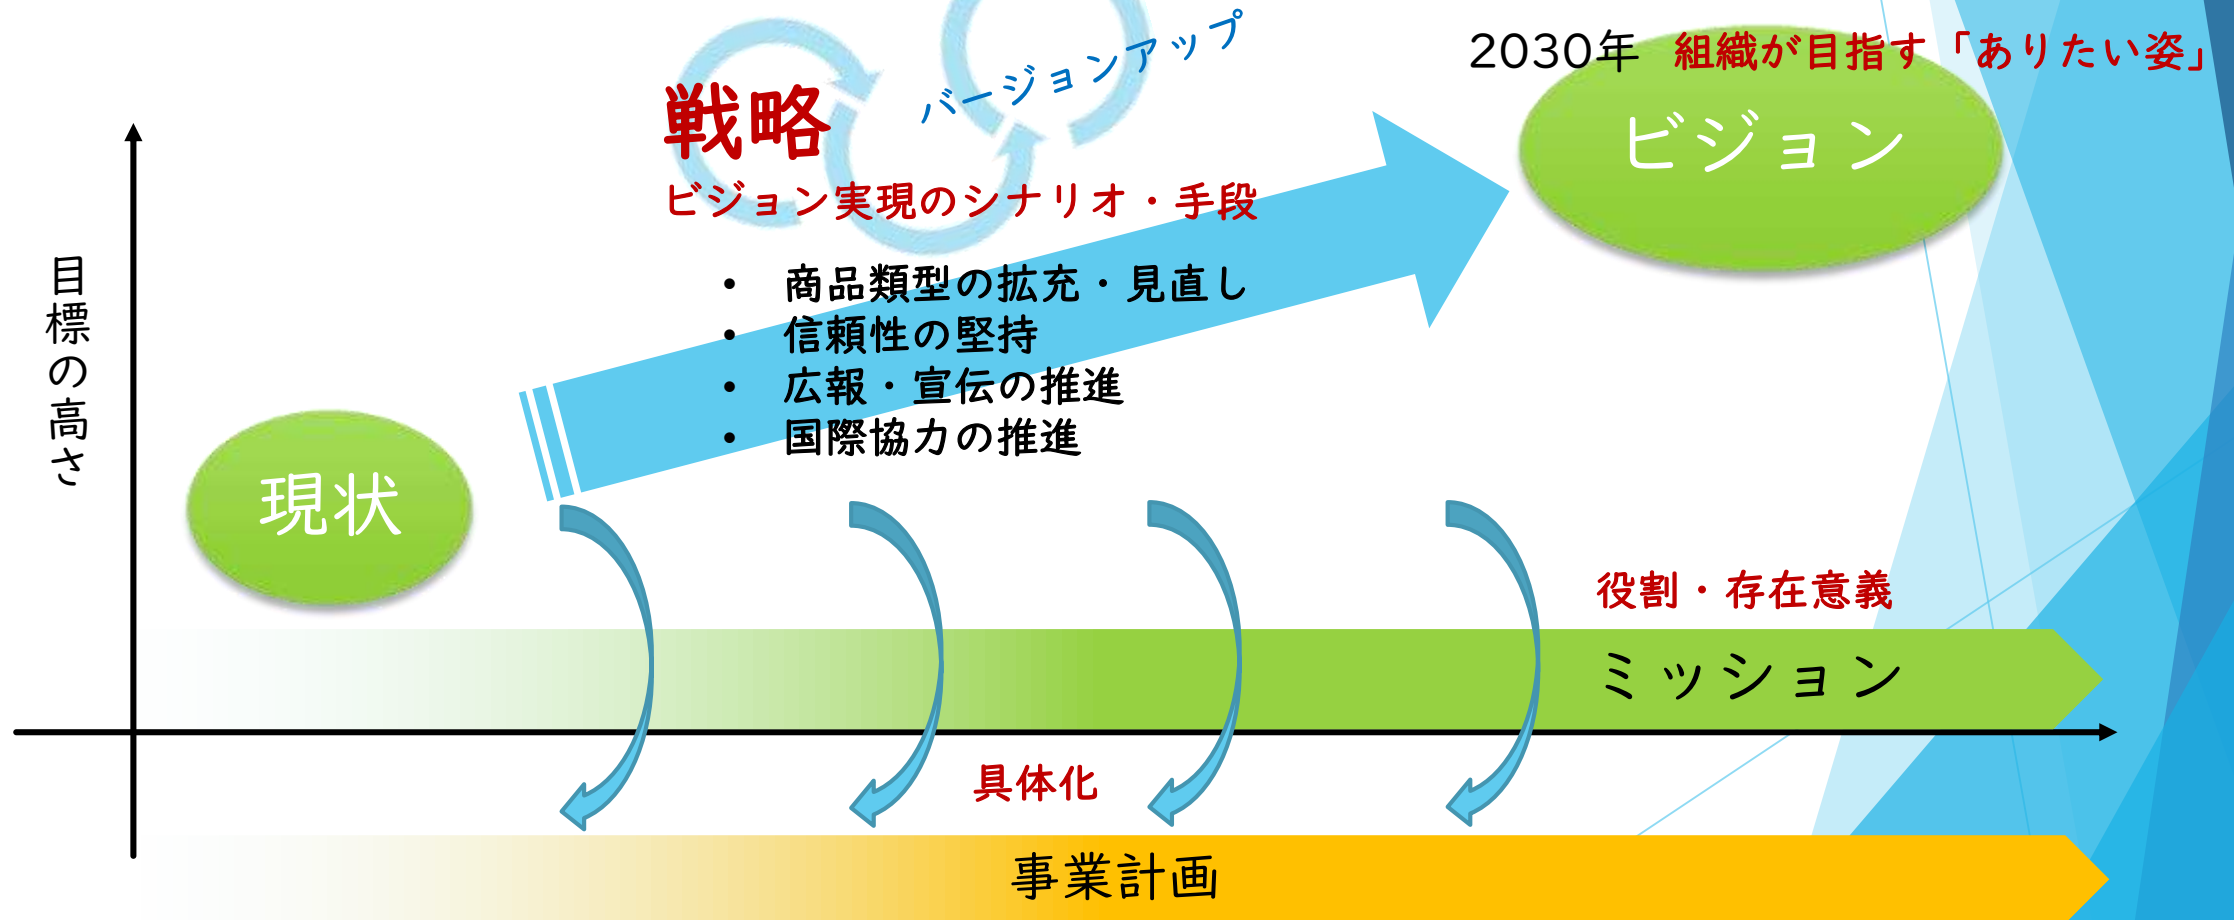 バージョンアップ
2030年 組織が目指す「ありたい姿」
戦略
ビジョン
ビジョン実現のシナリオ・手段
• 商品類型の拡充・見直し
• 信頼性の堅持
• 広報・宣伝の推進
• 国際協力の推進
目標の高さ
現状
役割・存在意義
ミッション
具体化
事業計画